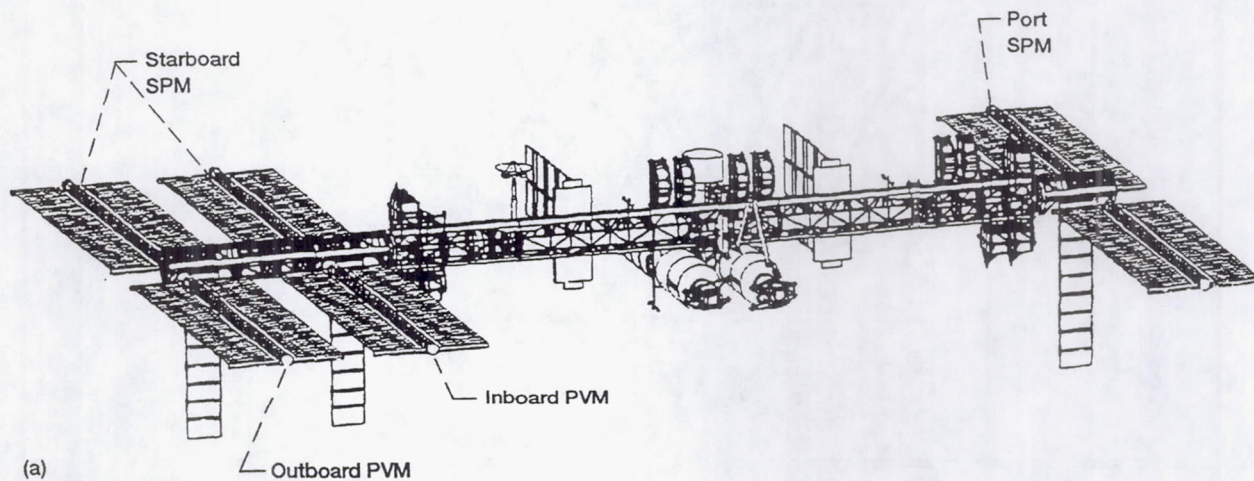 Port
SPM
Starboard
SPM
Inboard PVM
Outboard PVM
(a)